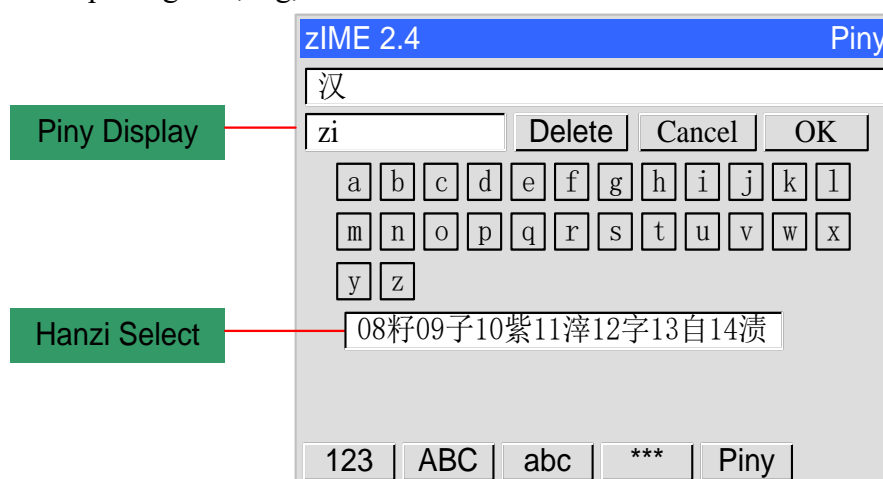 zIME 2.4 Piny
汉
Piny Display
zi Delete Cancel OK
a b c d e f g h i j k l
m n o p q r s t u v w x
y z
Hanzi Select
08籽09子10紫11滓12字13自14渍
123 ABC abc *** Piny